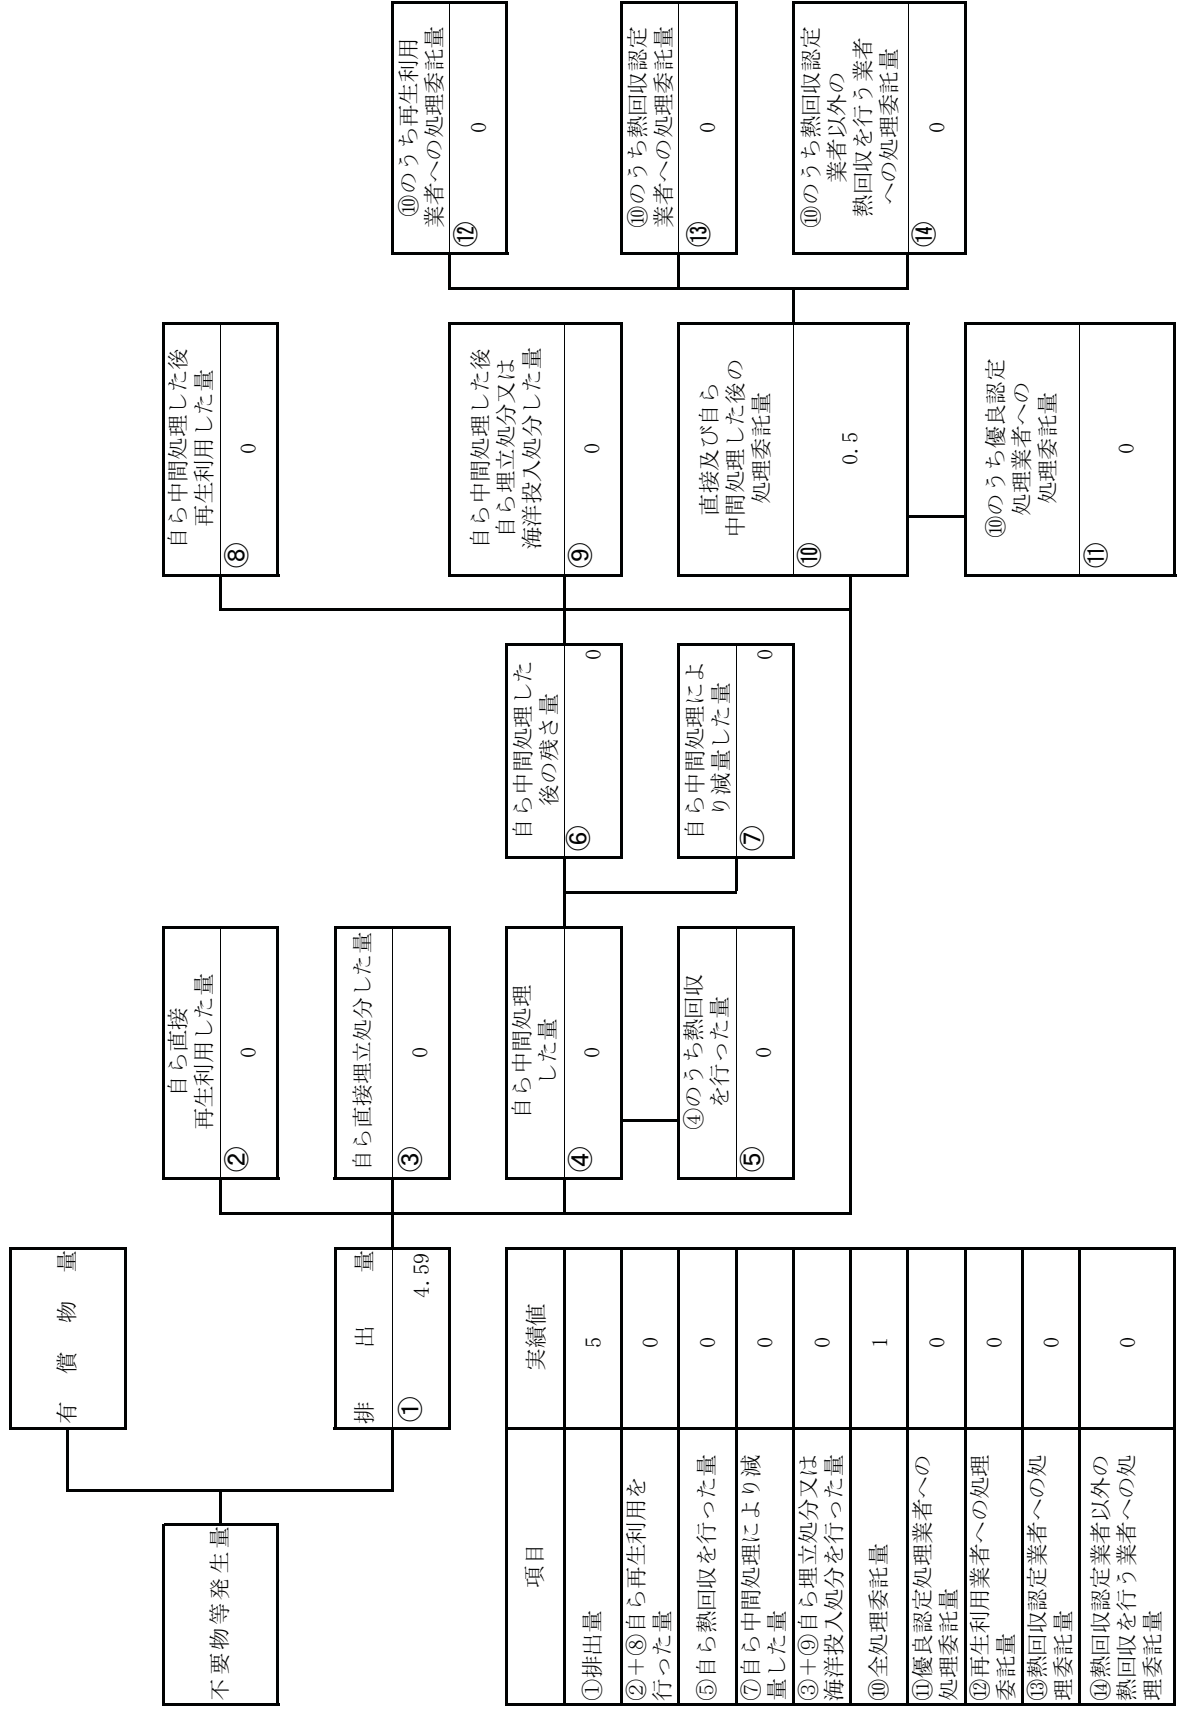 不要物等発生量
有償物量
排出量
① 4.59
自ら直接
再生利用した量
② 0
自ら直接埋立処分した量
③ 0
自ら中間処理
した量
④ 0
④のうち熱回収
を行った量
⑤ 0
自ら中間処理した
後の残さ量
⑥ 0
自ら中間処理によ
り減量した量
⑦ 0
自ら中間処理した後
再生利用した量
⑧ 0
自ら中間処理した後
自ら埋立処分又は
海洋投入処分した量
⑨ 0
直接及び自ら
中間処理した後の
処理委託量
⑩ 0.5
⑩のうち優良認定
処理業者への
処理委託量
⑪ 0
⑩のうち再生利用
業者への処理委託量
⑫ 0
⑩のうち熱回収認定
業者への処理委託量
⑬ 0
⑩のうち熱回収認定
業者以外の
熱回収を行う業者
への処理委託量
⑭ 0
項目 実績値
①排出量 5
②+⑧自ら再生利用を
行った量 0
⑤自ら熱回収を行った量 0
⑦自ら中間処理により減
量した量 0
③+⑨自ら埋立処分又は
海洋投入処分を行った量 0
⑩全処理委託量 1
⑪優良認定処理業者への
処理委託量 0
⑫再生利用業者への処理
委託量 0
⑬熱回収認定業者への処
理委託量 0
⑭熱回収認定業者以外の
熱回収を行う業者への処
理委託量 0